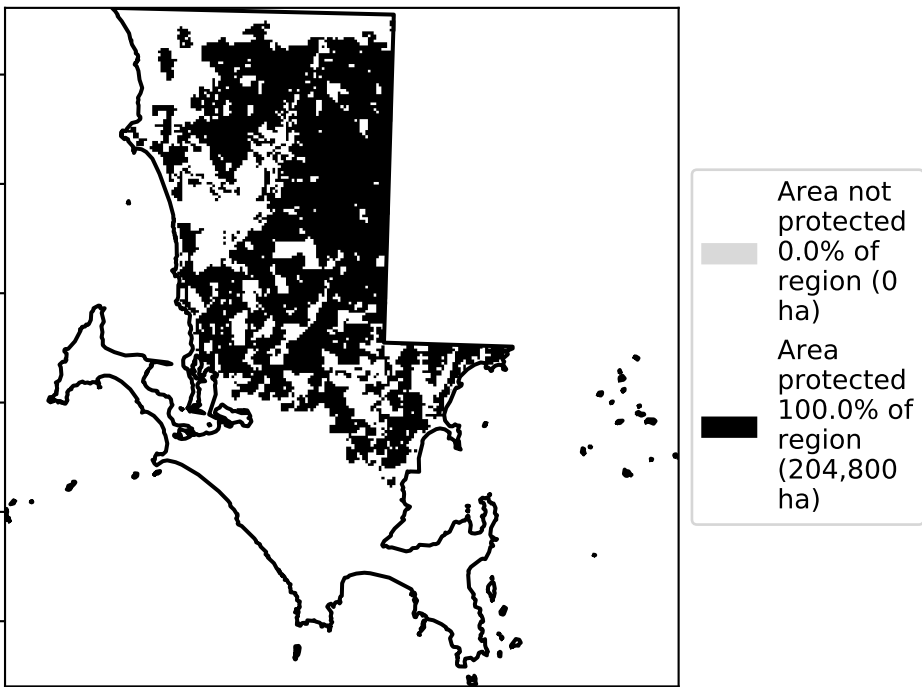 Area not
protected
0.0% of
region (0
ha)
Area
protected
100.0% of
region
(204,800
ha)